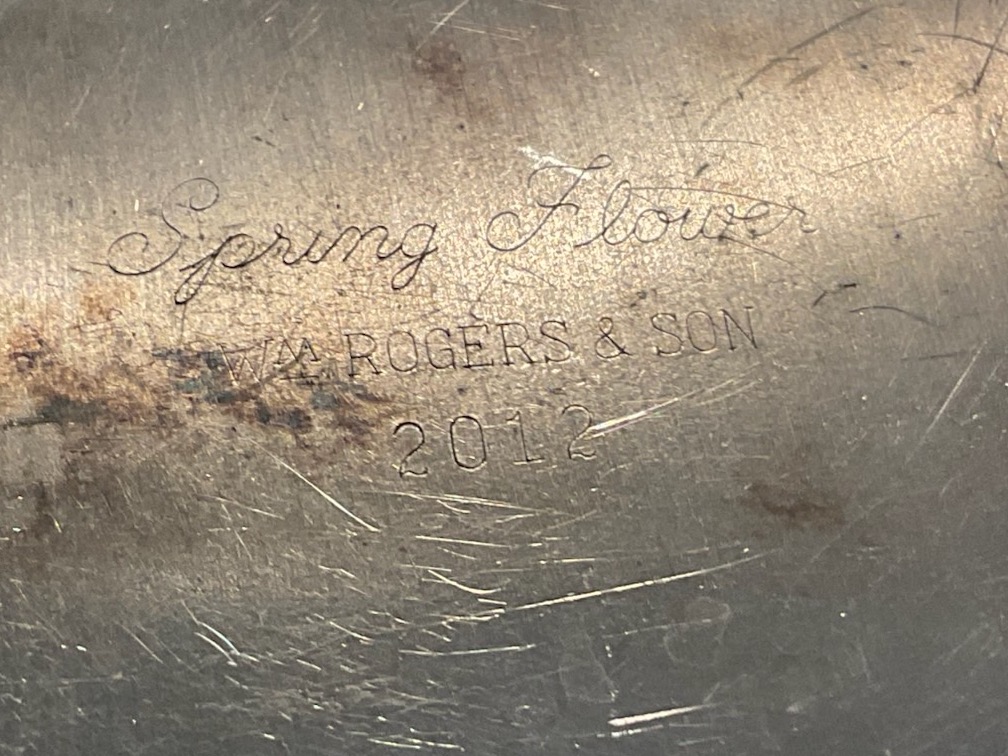 Spring Flower
WM ROGERS & SON
2012